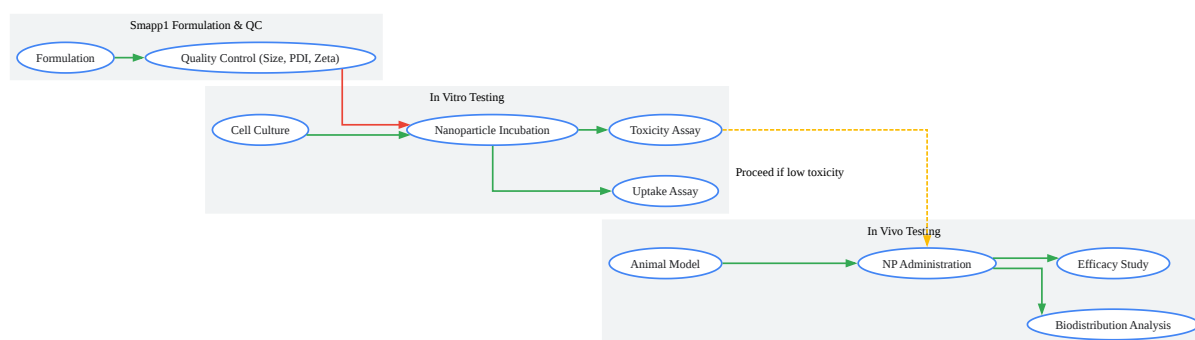 Smapp1 Formulation & QC
Formulation
Quality Control (Size, PDI, Zeta)
In Vitro Testing
Cell Culture
Nanoparticle Incubation
Toxicity Assay
Uptake Assay
Proceed if low toxicity
In Vivo Testing
Animal Model
NP Administration
Efficacy Study
Biodistribution Analysis